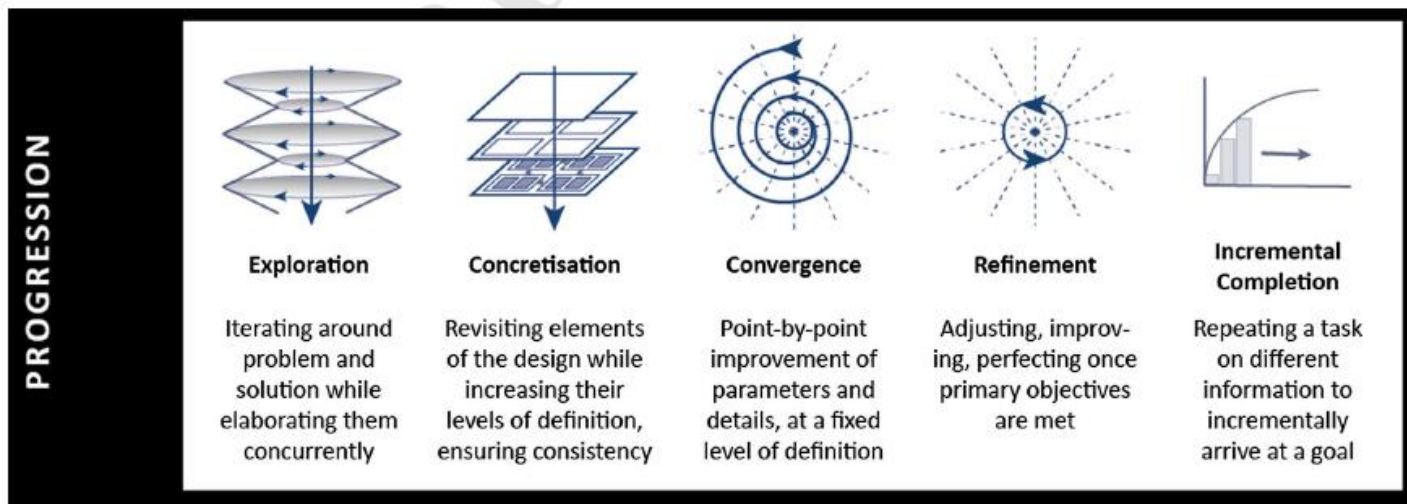 PROGRESSION
Exploration
Iterating around
problem and
solution while
elaborating them
concurrently
Concretisation
Revisiting elements
of the design while
increasing their
levels of definition,
ensuring consistency
Convergence
Point-by-point
improvement of
parameters and
details, at a fixed
level of definition
Refinement
Adjusting, improv-
ing, perfecting once
primary objectives
are met
Incremental
Completion
Repeating a task
on different
information to
incrementally
arrive at a goal